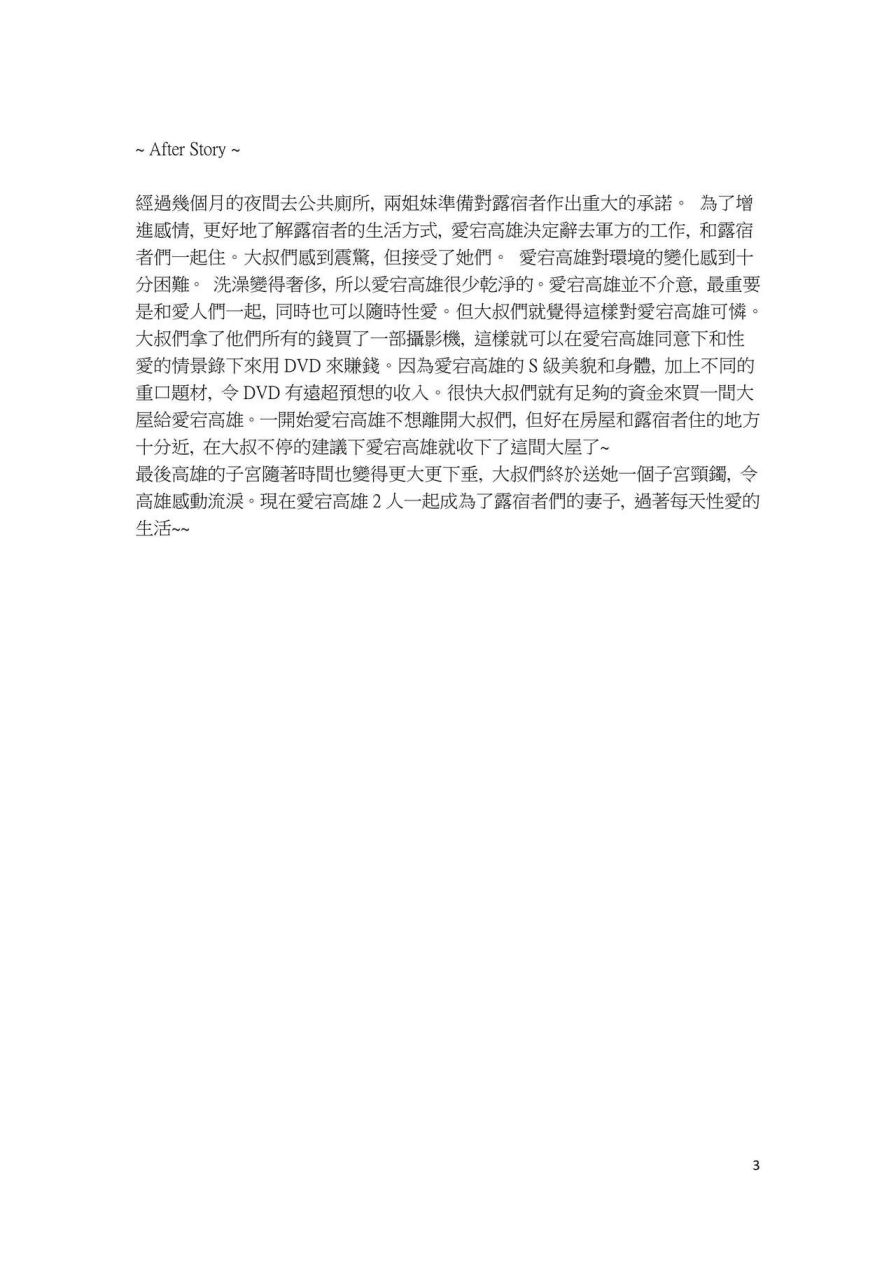 ~ After Story ~
經過幾個月的夜間去公共廁所, 兩姐妹準備對露宿者作出重大的承諾。 為了增
進感情, 更好地了解露宿者的生活方式, 愛宕高雄決定辭去軍方的工作, 和露宿
者們一起住。大叔們感到震驚, 但接受了她們。 愛宕高雄對環境的變化感到十
分困難。 洗澡變得奢侈, 所以愛宕高雄很少乾淨的。愛宕高雄並不介意, 最重要
是和愛人們一起, 同時也可以隨時性愛。但大叔們就覺得這樣對愛宕高雄可憐。
大叔們拿了他們所有的錢買了一部攝影機, 這樣就可以在愛宕高雄同意下和性
愛的情景錄下來用 DVD 來賺錢。因為愛宕高雄的 S 級美貌和身體, 加上不同的
重口題材, 令 DVD 有遠超預想的收入。很快大叔們就有足夠的資金來買一間大
屋給愛宕高雄。一開始愛宕高雄不想離開大叔們, 但好在房屋和露宿者住的地方
十分近, 在大叔不停的建議下愛宕高雄就收下了這間大屋了~
最後高雄的子宮隨著時間也變得更大更下垂, 大叔們終於送她一個子宮頸鐲, 令
高雄感動流淚。現在愛宕高雄 2 人一起成為了露宿者們的妻子, 過著每天性愛的
生活~~
3